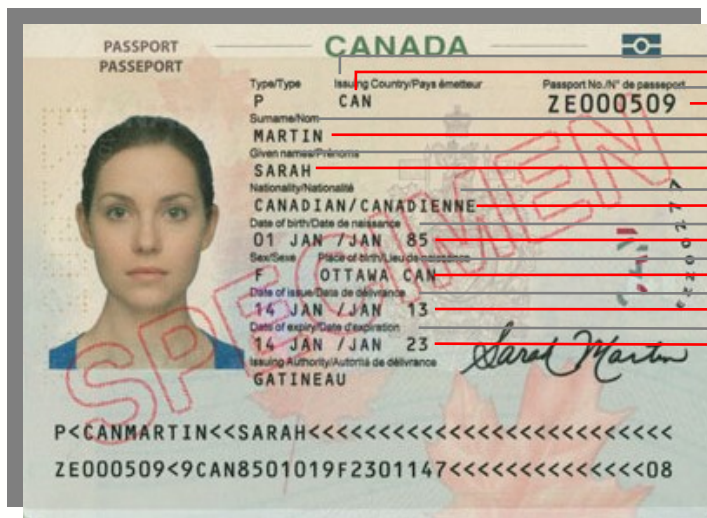 PASSPORT
PASSEPORT
CANADA
Type/Type Issuing Country/Pays émetteur Passport No./N° de passeport
P CAN ZE000509
Surname/Nom
MARTIN
Given names/Prénoms
SARAH
Nationality/Nationalité
CANADIAN/CANADIENNE
Date of birth/Date de naissance
01 JAN /JAN 85
Sex/Sexe Place of birth/Lieu de naissance
F OTTAWA CAN
Date of issue/Date de délivrance
14 JAN /JAN 13
Date of expiry/Date d'expiration
14 JAN /JAN 23
Issuing Authority/Autorité de délivrance
GATINEAU
Sarah Martin
SPECIMEN
P<CANMARTIN<<SARAH<<<<<<<<<<<<<<<<<<<<<<<<<<
ZE000509<9CAN8501019F2301147<<<<<<<<<<<<<<08